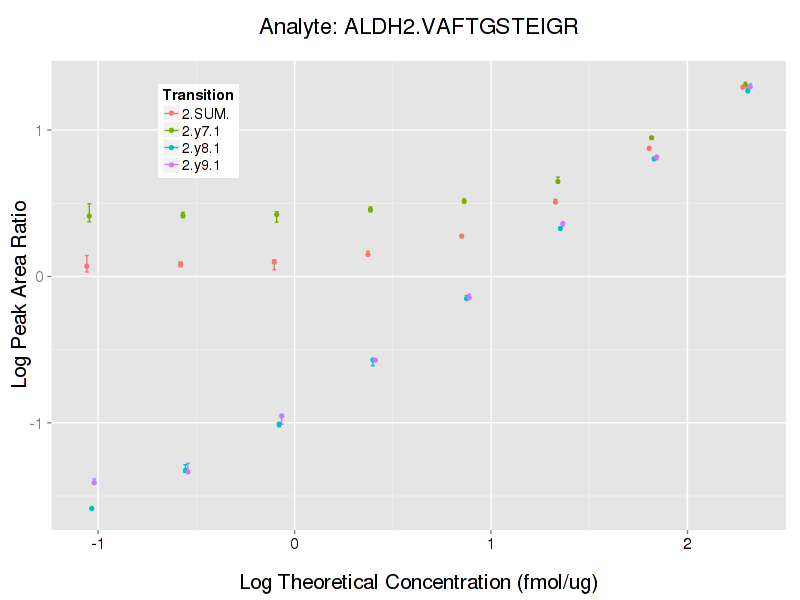 Analyte: ALDH2.VAFTGSTEIGR
Transition
2.SUM.
2.y7.1
2.y8.1
2.y9.1
1
0
-1
Log Peak Area Ratio
-1 0 1 2
Log Theoretical Concentration (fmol/ug)